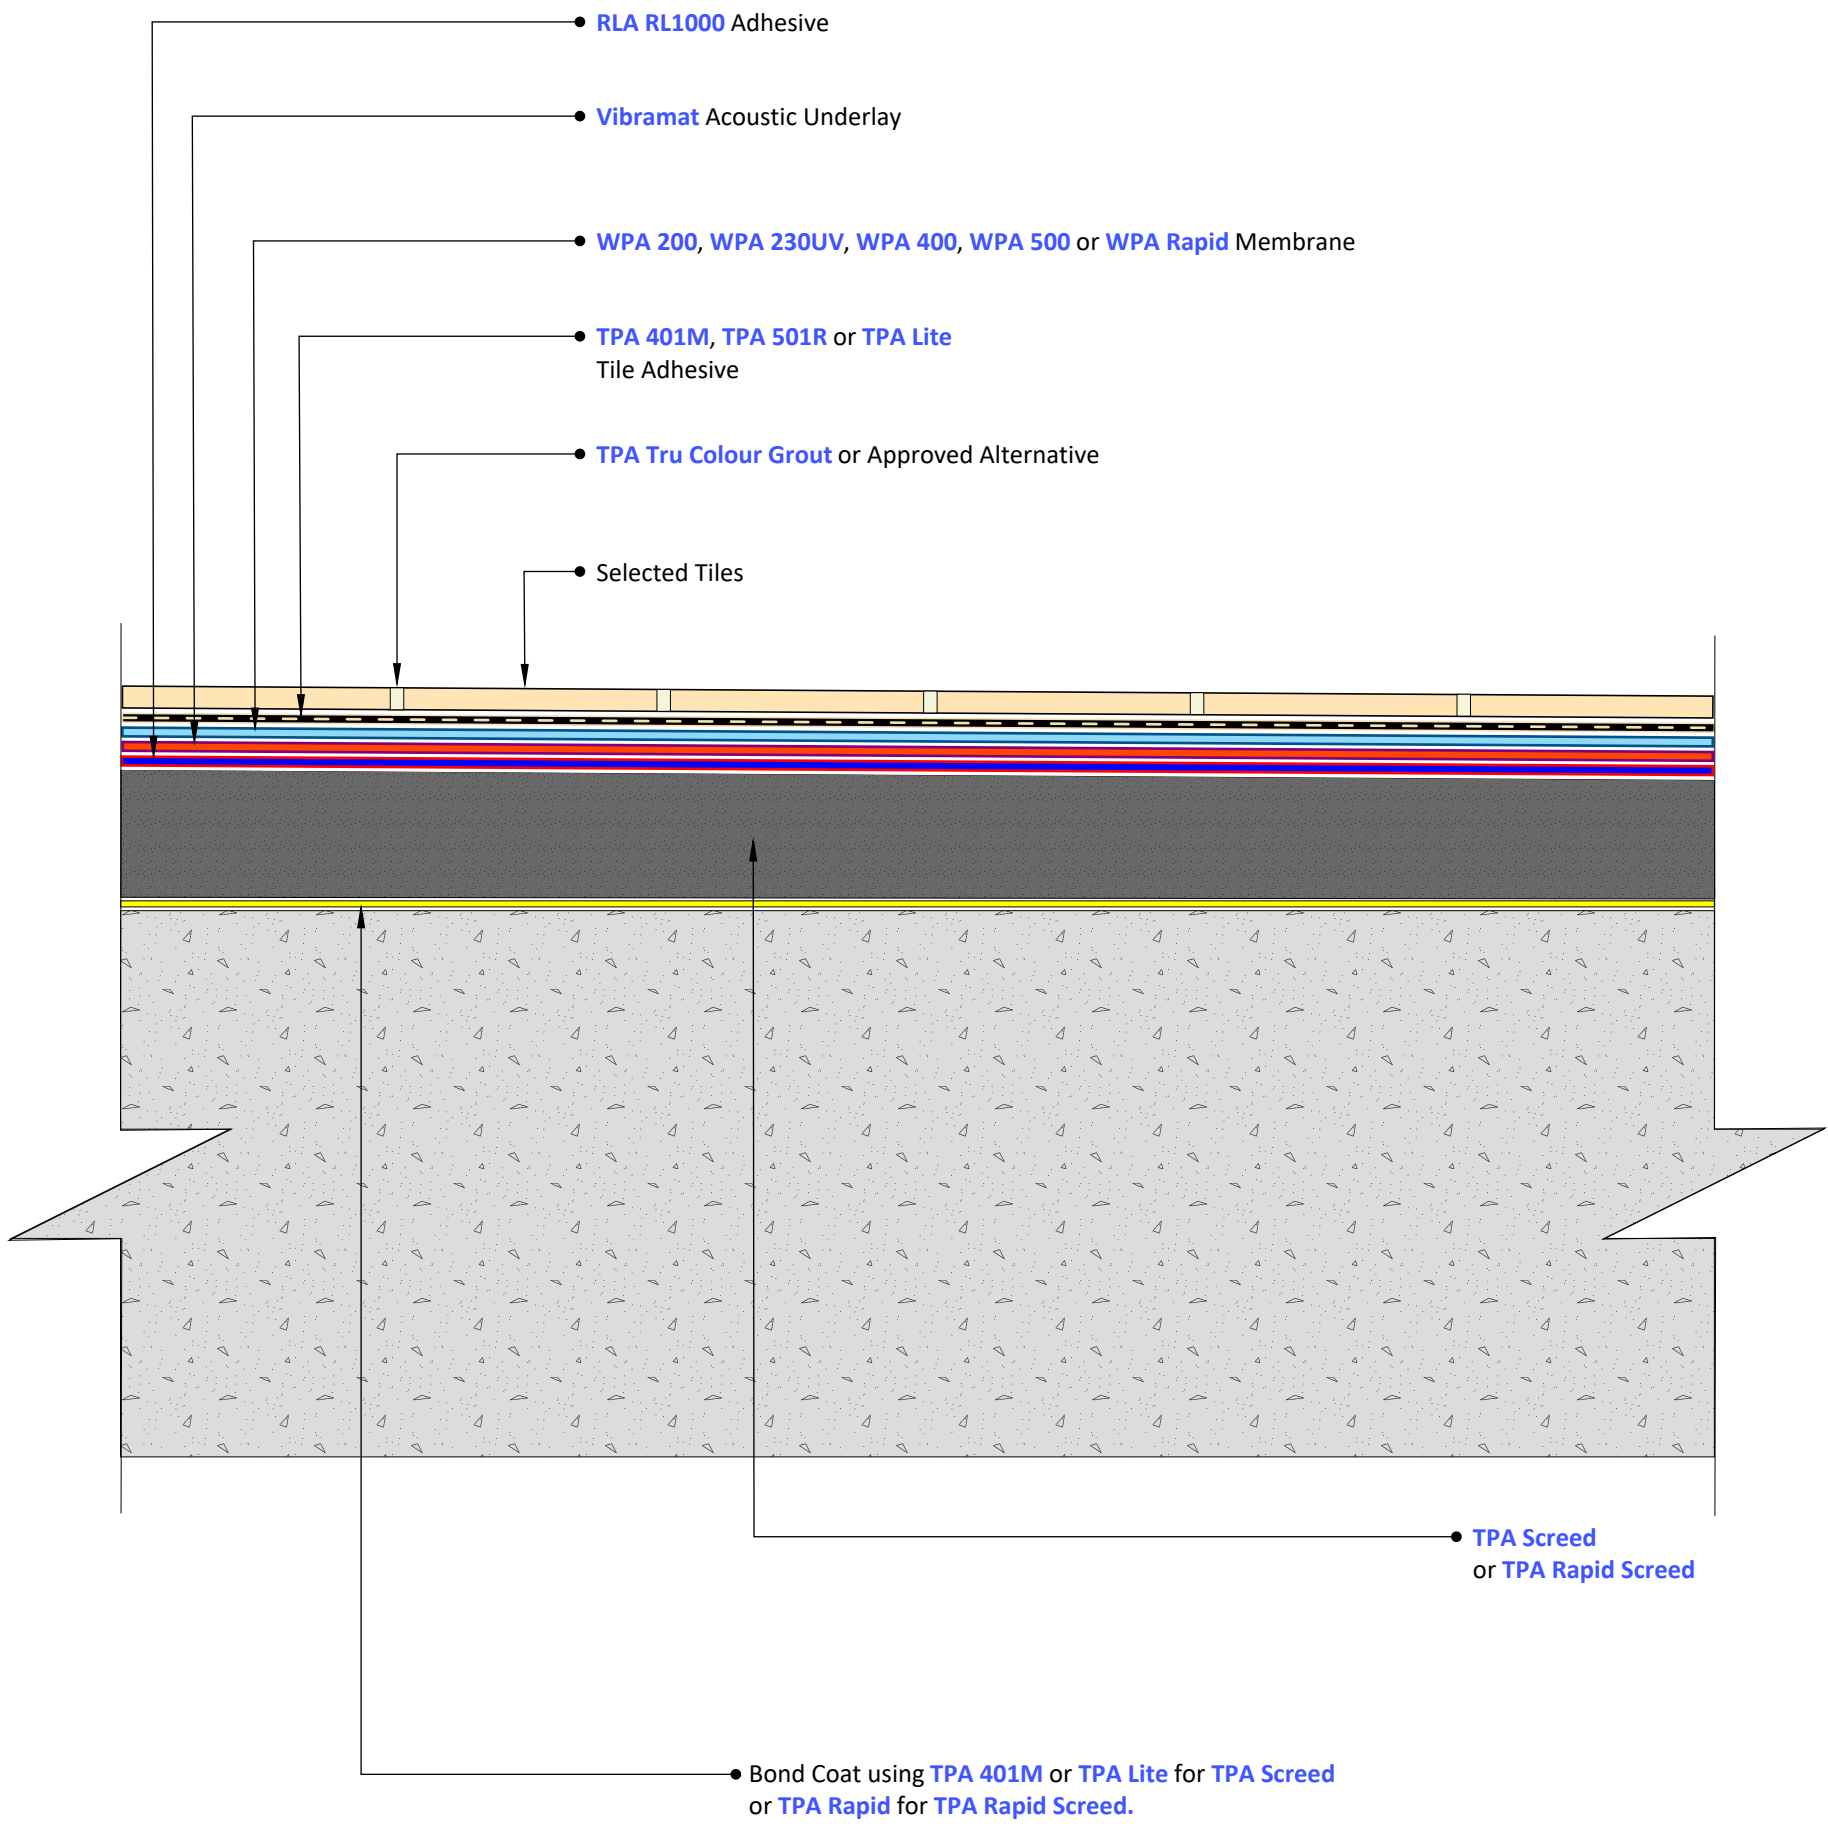 RLA RL1000 Adhesive
Vibramat Acoustic Underlay
WPA 200, WPA 230UV, WPA 400, WPA 500 or WPA Rapid Membrane
TPA 401M, TPA 501R or TPA Lite
Tile Adhesive
TPA Tru Colour Grout or Approved Alternative
Selected Tiles
TPA Screed
or TPA Rapid Screed
Bond Coat using TPA 401M or TPA Lite for TPA Screed
or TPA Rapid for TPA Rapid Screed.